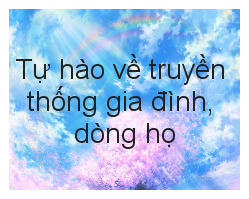 Tự hào về truyền
thống gia đình,
dòng họ